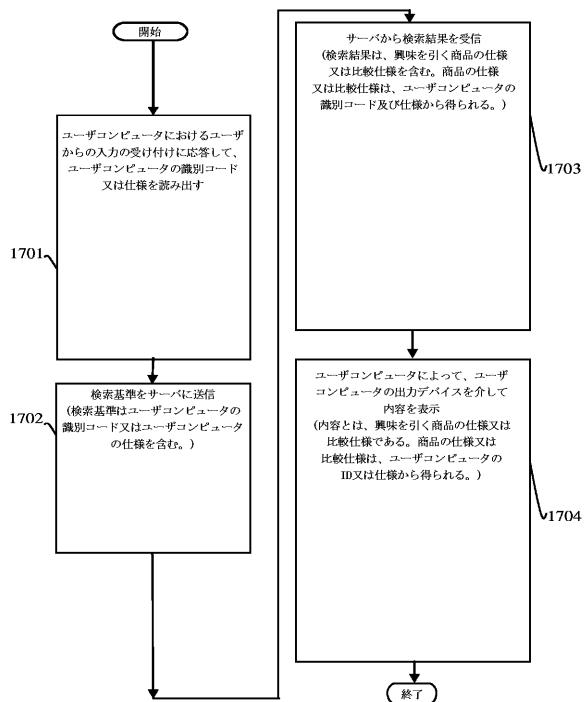 開始
ユーザコンピュータにおけるユーザ
からの入力の受け付けに応答して、
ユーザコンピュータの識別コード
又は仕様を読み出す
1701
検索基準をサーバに送信
(検索基準はユーザコンピュータの
識別コード又はユーザコンピュータ
の仕様を含む。)
1702
サーバから検索結果を受信
(検索結果は、興味を引く商品の仕様
又は比較仕様を含む。商品の仕様
又は比較仕様は、ユーザコンピュータの
識別コード及び仕様から得られる。)
1703
ユーザコンピュータによって、ユーザ
コンピュータの出力デバイスを介して
内容を表示
(内容とは、興味を引く商品の仕様又は
比較仕様である。商品の仕様又は
比較仕様は、ユーザコンピュータの
ID又は仕様から得られる。)
1704
終了